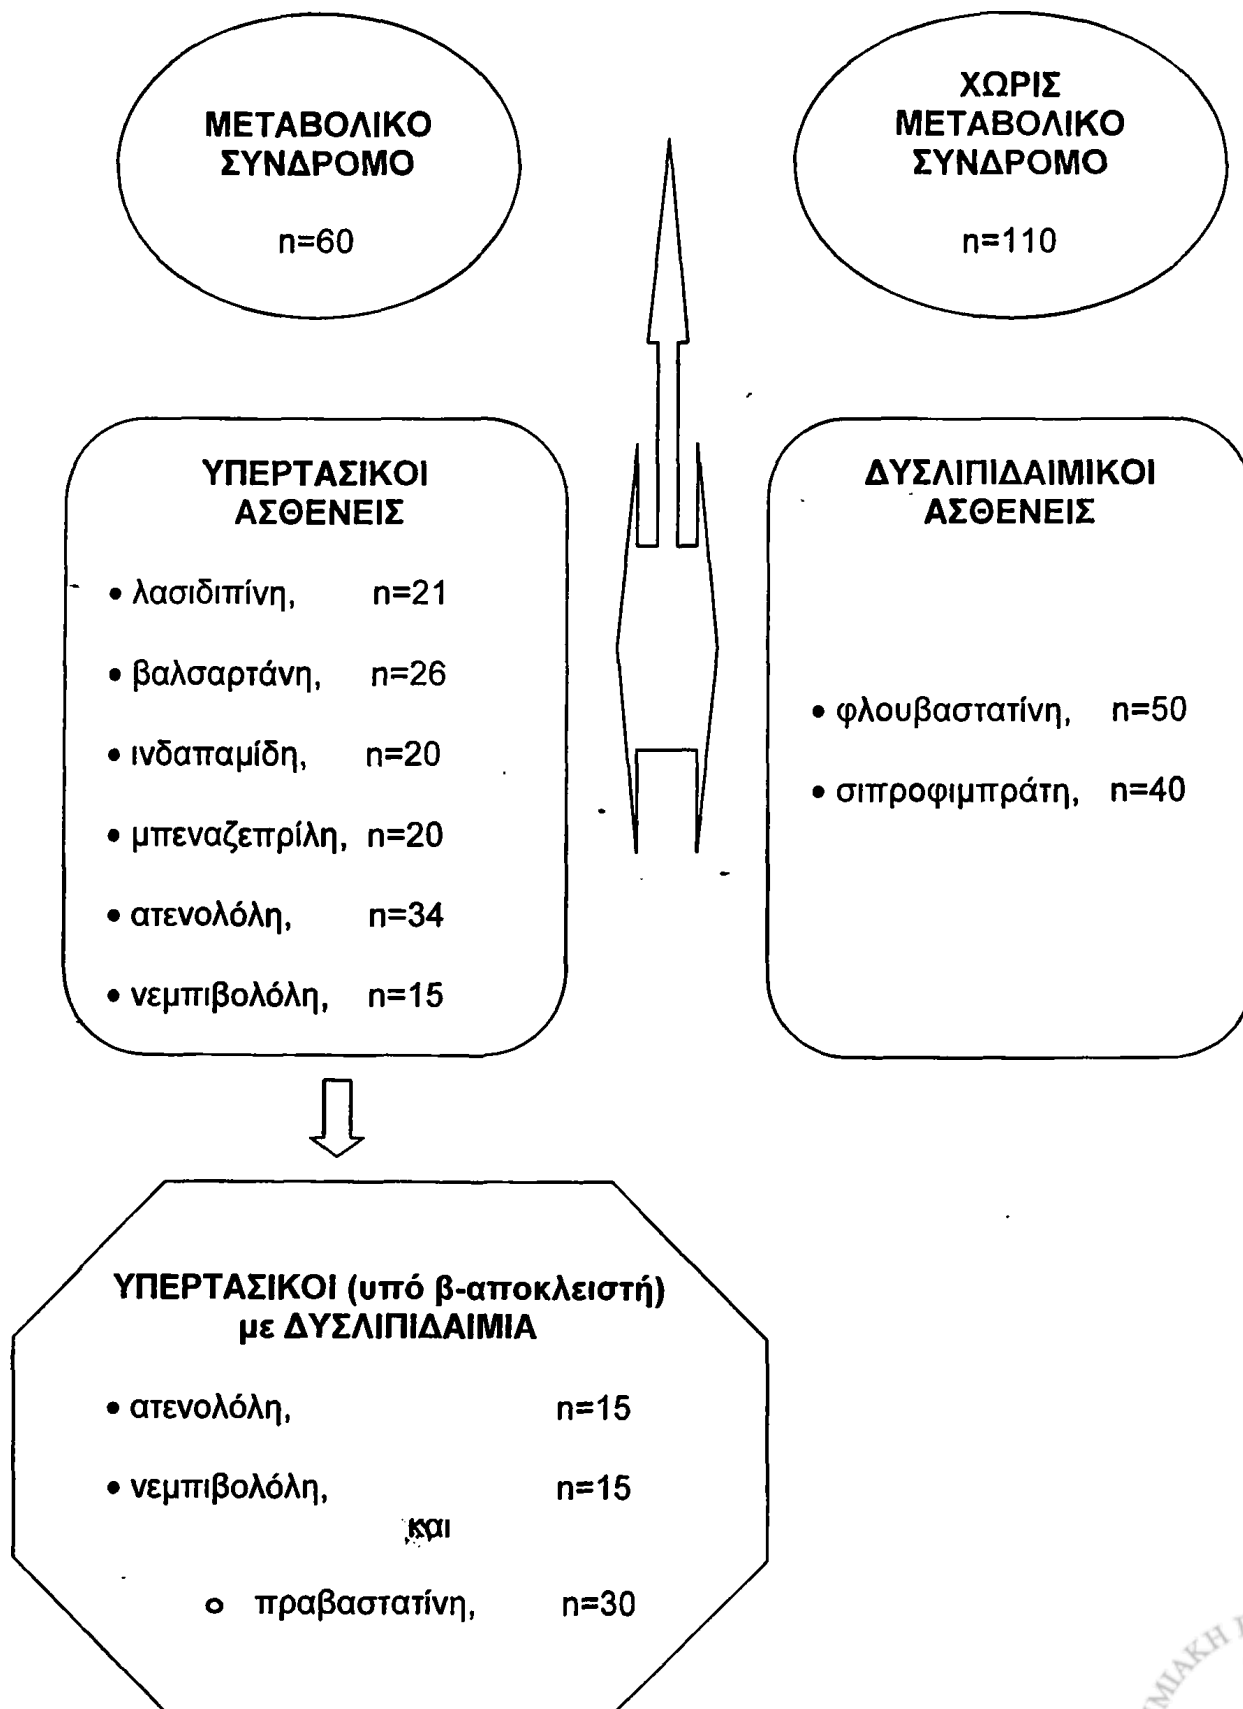 ΜΕΤΑΒΟΛΙΚΟ
ΣΥΝΔΡΟΜΟ
n=60
ΧΩΡΙΣ
ΜΕΤΑΒΟΛΙΚΟ
ΣΥΝΔΡΟΜΟ
n=110
ΥΠΕΡΤΑΣΙΚΟΙ
ΑΣΘΕΝΕΙΣ
• λασιδιπίνη, n=21
• βαλσαρτάνη, n=26
• ινδαπαμίδη, n=20
• μπεναζεπρίλη, n=20
• ατενολόλη, n=34
• νεμπιβολόλη, n=15
ΔΥΣΛΙΠΙΔΑΙΜΙΚΟΙ
ΑΣΘΕΝΕΙΣ
• φλουβαστατίνη, n=50
• σιπροφιμπράτη, n=40
ΥΠΕΡΤΑΣΙΚΟΙ (υπό β-αποκλειστή)
με ΔΥΣΛΙΠΙΔΑΙΜΙΑ
• ατενολόλη, n=15
• νεμπιβολόλη, n=15
και
o πραβαστατίνη, n=30